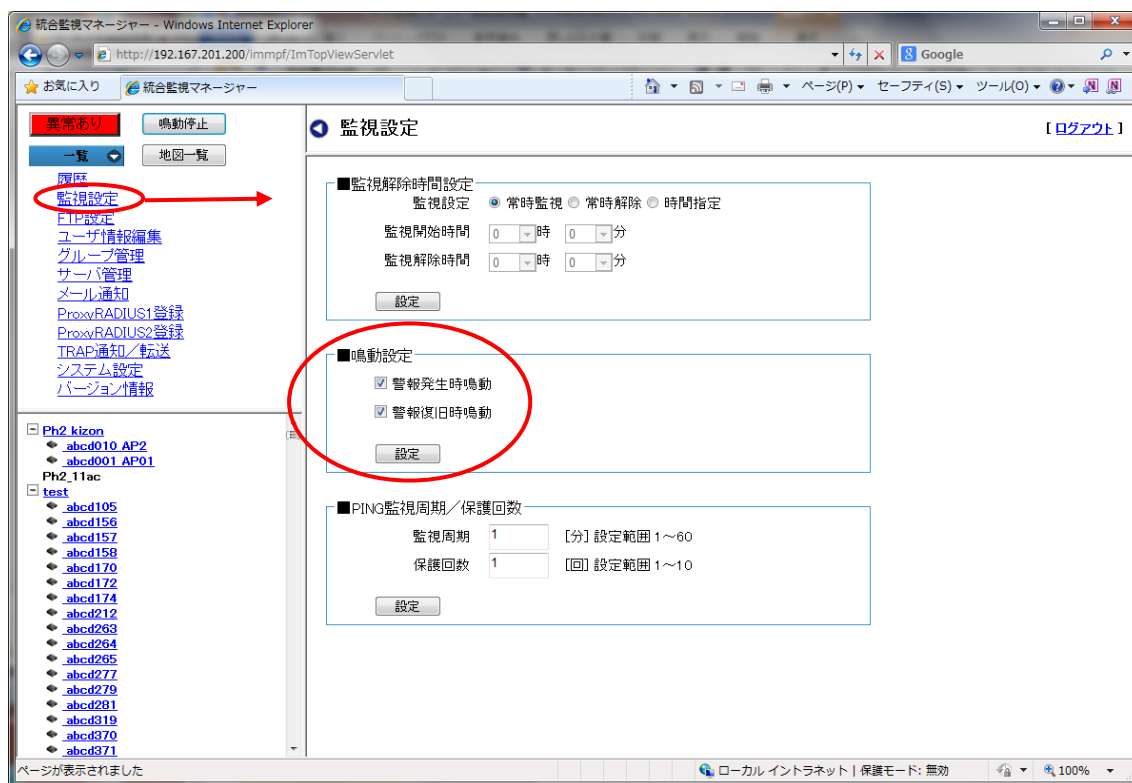 統合監視マネージャー - Windows Internet Explorer
http://192.167.201.200/immpf/ImTopViewServlet
Google
お気に入り
統合監視マネージャー
ページ(P)
セーフティ(S)
ツール(O)
異常あり
鳴動停止
一覧
地図一覧
履歴
監視設定
FTP設定
ユーザ情報編集
グループ管理
サーバ管理
メール通知
ProxyRADIUS1登録
ProxyRADIUS2登録
TRAP通知／転送
システム設定
バージョン情報
Ph2 kizon
abcd010 AP2
abcd001 AP01
Ph2_11ac
test
abcd105
abcd156
abcd157
abcd158
abcd170
abcd172
abcd174
abcd212
abcd263
abcd264
abcd265
abcd277
abcd279
abcd281
abcd319
abcd370
abcd371
監視設定
[ ログアウト ]
■監視解除時間設定
監視設定 常時監視 常時解除 時間指定
監視開始時間 0 時 0 分
監視解除時間 0 時 0 分
設定
■鳴動設定
警報発生時鳴動
警報復旧時鳴動
設定
■PING監視周期／保護回数
監視周期 1 [分] 設定範囲 1～60
保護回数 1 [回] 設定範囲 1～10
設定
ページが表示されました
ローカル イントラネット | 保護モード: 無効
100%